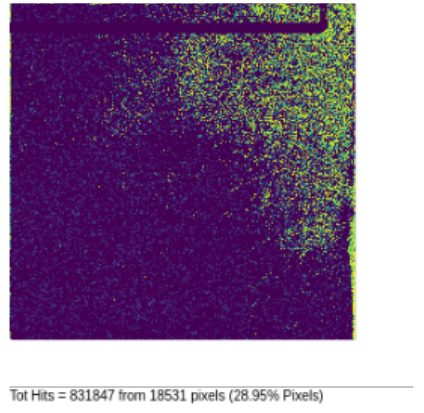 Tot Hits = 831847 from 18531 pixels (28.95% Pixels)